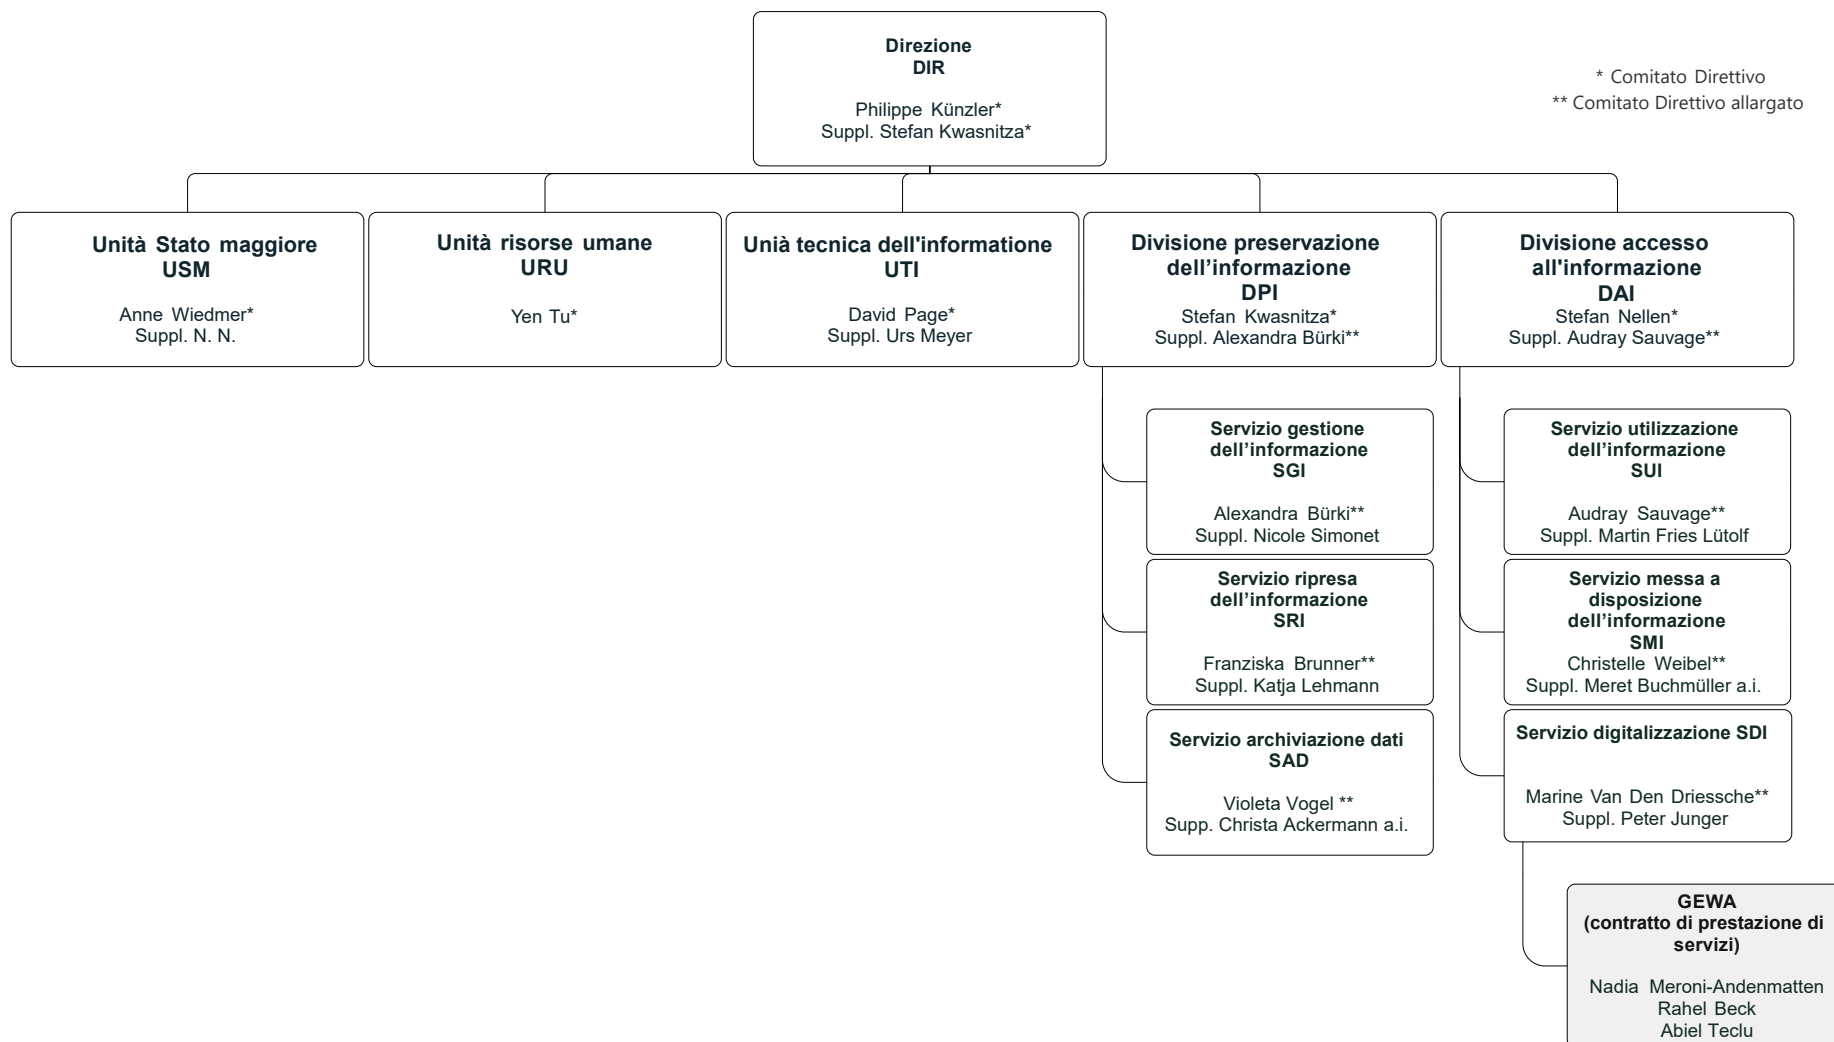 Direzione
DIR
Philippe Künzler*
Suppl. Stefan Kwasnitza*
* Comitato Direttivo
** Comitato Direttivo allargato
Unità Stato maggiore
USM
Anne Wiedmer*
Suppl. N. N.
Unità risorse umane
URU
Yen Tu*
Unià tecnica dell'informatione
UTI
David Page*
Suppl. Urs Meyer
Divisione preservazione
dell’informazione
DPI
Stefan Kwasnitza*
Suppl. Alexandra Bürki**
Divisione accesso
all'informazione
DAI
Stefan Nellen*
Suppl. Audray Sauvage**
Servizio gestione
dell’informazione
SGI
Alexandra Bürki**
Suppl. Nicole Simonet
Servizio ripresa
dell’informazione
SRI
Franziska Brunner**
Suppl. Katja Lehmann
Servizio archiviazione dati
SAD
Violeta Vogel **
Supp. Christa Ackermann a.i.
Servizio utilizzazione
dell’informazione
SUI
Audray Sauvage**
Suppl. Martin Fries Lütolf
Servizio messa a
disposizione
dell’informazione
SMI
Christelle Weibel**
Suppl. Meret Buchmüller a.i.
Servizio digitalizzazione SDI
Marine Van Den Driessche**
Suppl. Peter Junger
GEWA
(contratto di prestazione di
servizi)
Nadia Meroni-Andenmatten
Rahel Beck
Abiel Teclu